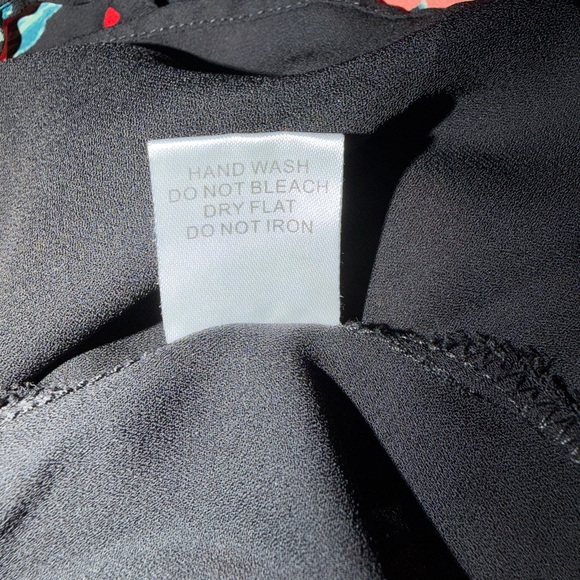 HAND WASH
DO NOT BLEACH
DRY FLAT
DO NOT IRON